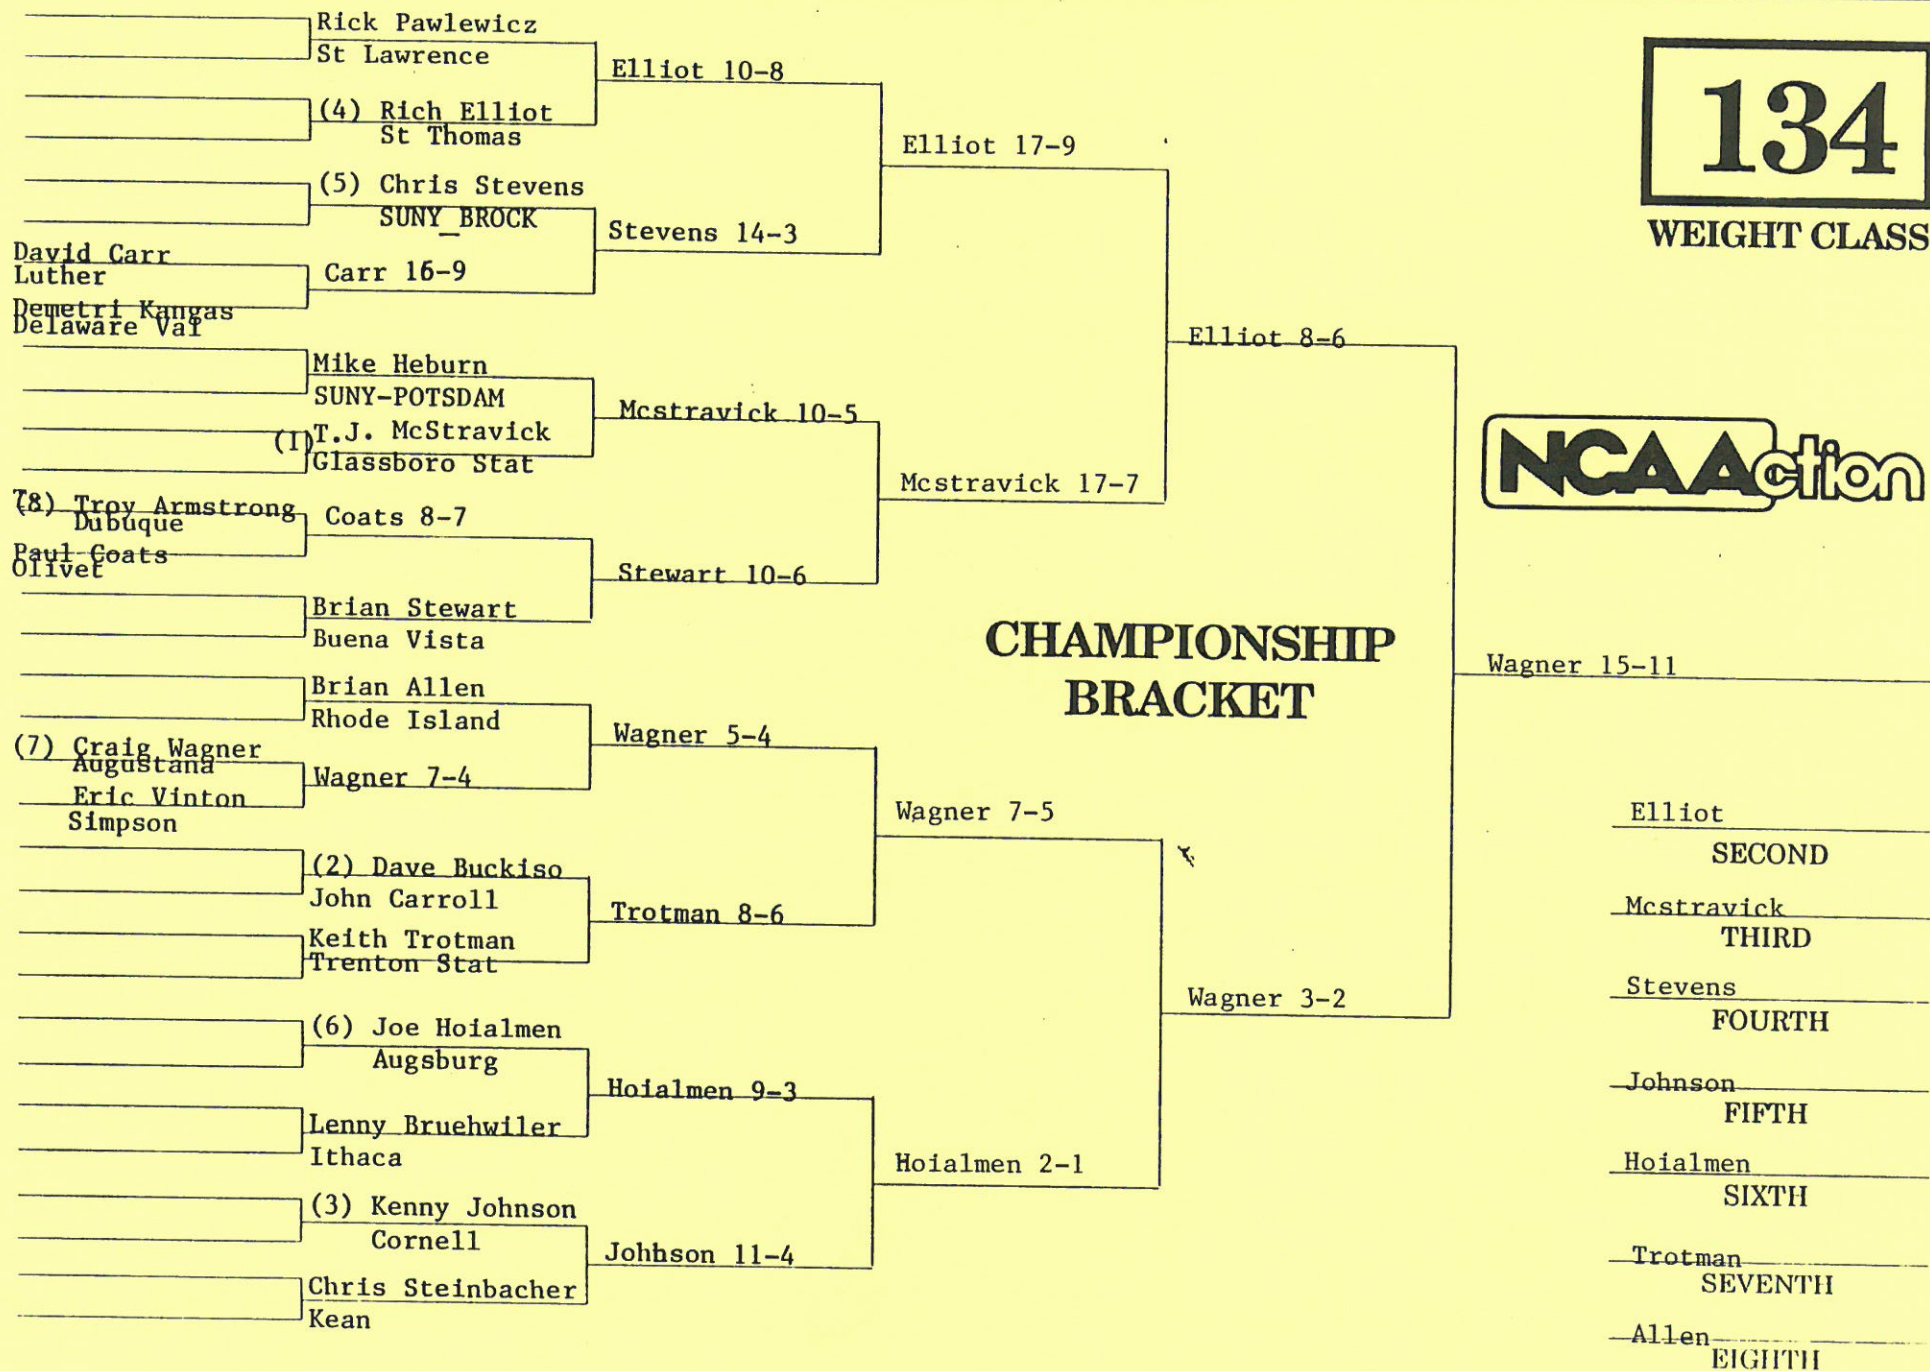 Rick Pawlewicz
St Lawrence
Elliot 10-8
(4) Rich Elliot
St Thomas
Elliot 17-9
(5) Chris Stevens
SUNY_BROCK
Stevens 14-3
David Carr
Luther
Carr 16-9
Demetri Kangas
Delaware Val
Elliot 8-6
Mike Heburn
SUNY-POTSDAM
Mcstravick 10-5
(1) T.J. McStravick
Glassboro Stat
Mcstravick 17-7
(8) Troy Armstrong
Dubuque
Coats 8-7
Paul Coats
Olivet
Stewart 10-6
Brian Stewart
Buena Vista
134
WEIGHT CLASS
NCAAction
CHAMPIONSHIP
BRACKET
Wagner 15-11
Brian Allen
Rhode Island
Wagner 5-4
(7) Craig Wagner
Augustana
Wagner 7-4
Eric Vinton
Simpson
Wagner 7-5
(2) Dave Buckiso
John Carroll
Trotman 8-6
Keith Trotman
Trenton Stat
Wagner 3-2
(6) Joe Hoialmen
Augsburg
Hoialmen 9-3
Lenny Bruehwiler
Ithaca
Hoialmen 2-1
(3) Kenny Johnson
Cornell
Johhson 11-4
Chris Steinbacher
Kean
Elliot
SECOND
Mcstravick
THIRD
Stevens
FOURTH
Johnson
FIFTH
Hoialmen
SIXTH
Trotman
SEVENTH
Allen
EIGHTH